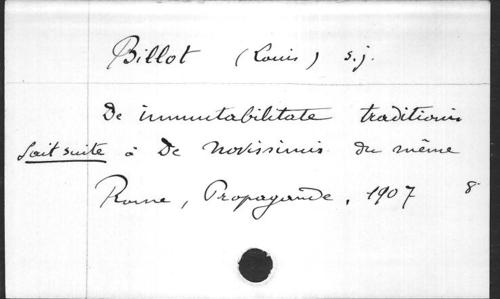 Billot (Louis) s.j.
De immutabilitate traditionis
fait suite à De Novissimis du même
Rome, Propagande, 1907 8°